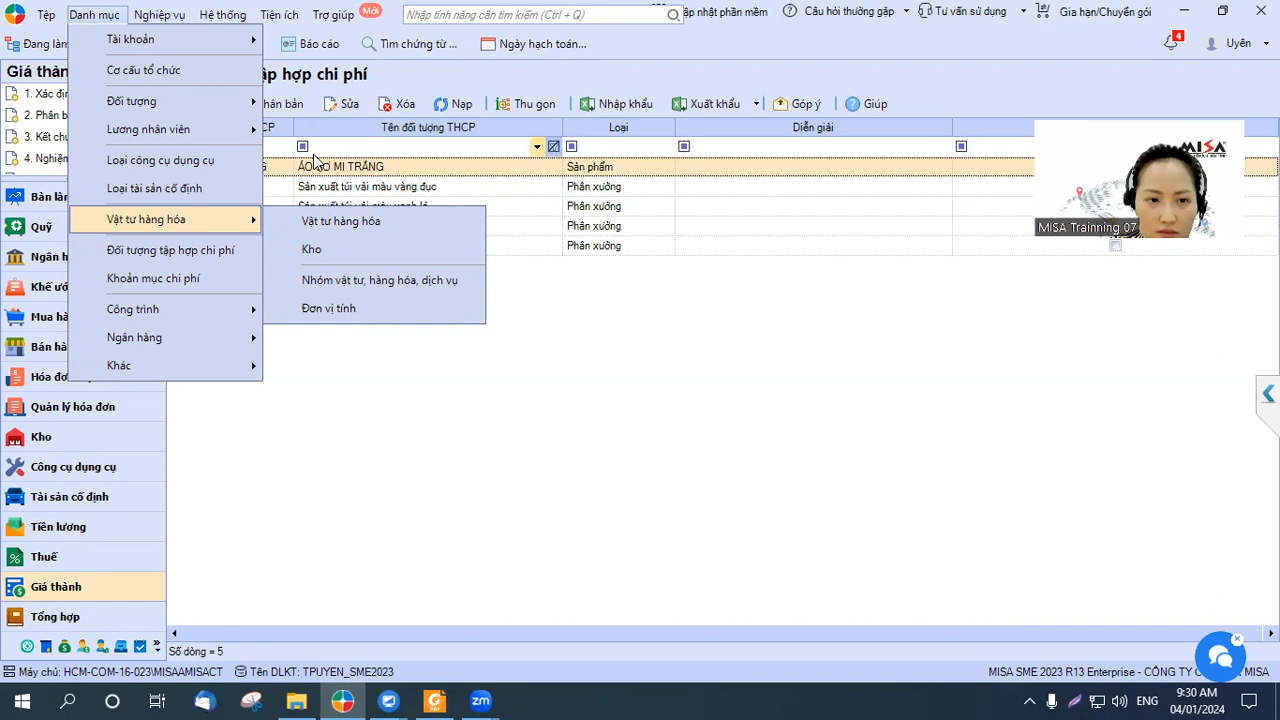 Tệp Danh mục Nghiệp vụ Hệ thống Tiện ích Trợ giúp Mới Nhập tính năng cần tìm kiếm (Ctrl + Q) nhật phần mềm Câu hỏi thường gặp Tư vấn sử dụng Gia hạn/Chuyển gói
Đang làm Báo cáo Tìm chứng từ ... Ngày hạch toán... 4 Uyên
Giá thành
ập hợp chi phí
1. Xác địn
2. Phân b
3. Kết chu
4. Nghiệm
hân bản Sửa Xóa Nạp Thu gọn Nhập khẩu Xuất khẩu Góp ý Giúp
CP Tên đối tượng THCP Loại Diễn giải
MI TRẮNG Sản phẩm
Sản xuất túi vải màu vàng đục Phân xưởng
Phân xưởng
Phân xưởng
Phân xưởng
Tài khoản
Cơ cấu tổ chức
Đối tượng
Lương nhân viên
Loại công cụ dụng cụ
Loại tài sản cố định
Vật tư hàng hóa
Đối tượng tập hợp chi phí
Khoản mục chi phí
Công trình
Ngân hàng
Khác
Vật tư hàng hóa
Kho
Nhóm vật tư, hàng hóa, dịch vụ
Đơn vị tính
MISA
MISA Trainning 07
Bàn làn
Quỹ
Ngân h
Khế ướ
Mua hà
Bán hà
Hóa đơ
Quản lý hóa đơn
Kho
Công cụ dụng cụ
Tài sản cố định
Tiền lương
Thuế
Giá thành
Tổng hợp
Số dòng = 5
Máy chủ: HCM-COM-16-023\MISAAMISACT Tên DLKT: TPUYEN_SME2023 MISA SME 2023 R13 Enterprise - CÔNG TY C
zm ENG 9:30 AM
04/01/2024